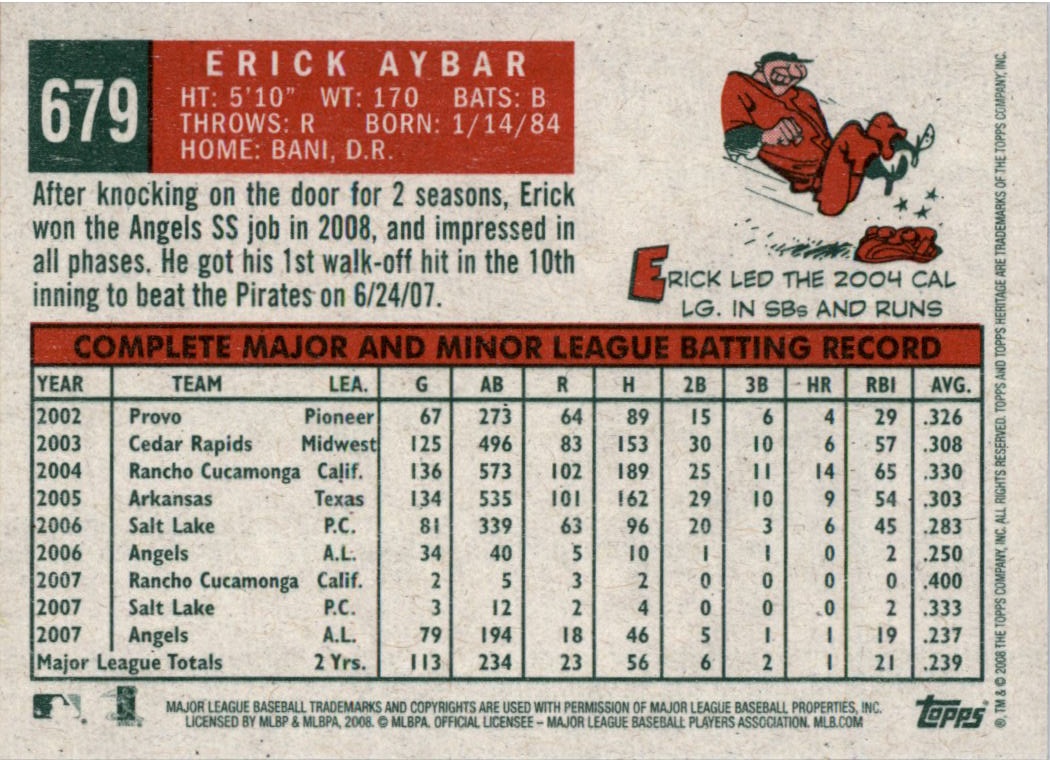 679
ERICK AYBAR
HT: 5'10" WT: 170 BATS: B
THROWS: R BORN: 1/14/84
HOME: BANI, D.R.
After knocking on the door for 2 seasons, Erick
won the Angels SS job in 2008, and impressed in
all phases. He got his 1st walk-off hit in the 10th
inning to beat the Pirates on 6/24/07.
ERICK LED THE 2004 CAL
LG. IN SBs AND RUNS
COMPLETE MAJOR AND MINOR LEAGUE BATTING RECORD
YEAR TEAM LEA. G AB R H 2B 3B HR RBI AVG.
2002 Provo Pioneer 67 273 64 89 15 6 4 29 .326
2003 Cedar Rapids Midwest 125 496 83 153 30 10 6 57 .308
2004 Rancho Cucamonga Calif. 136 573 102 189 25 11 14 65 .330
2005 Arkansas Texas 134 535 101 162 29 10 9 54 .303
2006 Salt Lake P.C. 81 339 63 96 20 3 6 45 .283
2006 Angels A.L. 34 40 5 10 1 1 0 2 .250
2007 Rancho Cucamonga Calif. 2 5 3 2 0 0 0 0 .400
2007 Salt Lake P.C. 3 12 2 4 0 0 0 2 .333
2007 Angels A.L. 79 194 18 46 5 1 1 19 .237
Major League Totals 2 Yrs. 113 234 23 56 6 2 1 21 .239
MAJOR LEAGUE BASEBALL TRADEMARKS AND COPYRIGHTS ARE USED WITH PERMISSION OF MAJOR LEAGUE BASEBALL PROPERTIES, INC.
LICENSED BY MLBP & MLBPA, 2008. © MLBPA, OFFICIAL LICENSEE – MAJOR LEAGUE BASEBALL PLAYERS ASSOCIATION. MLB.COM
Topps
®, TM & © 2008 THE TOPPS COMPANY, INC. ALL RIGHTS RESERVED. TOPPS AND TOPPS HERITAGE ARE TRADEMARKS OF THE TOPPS COMPANY, INC.